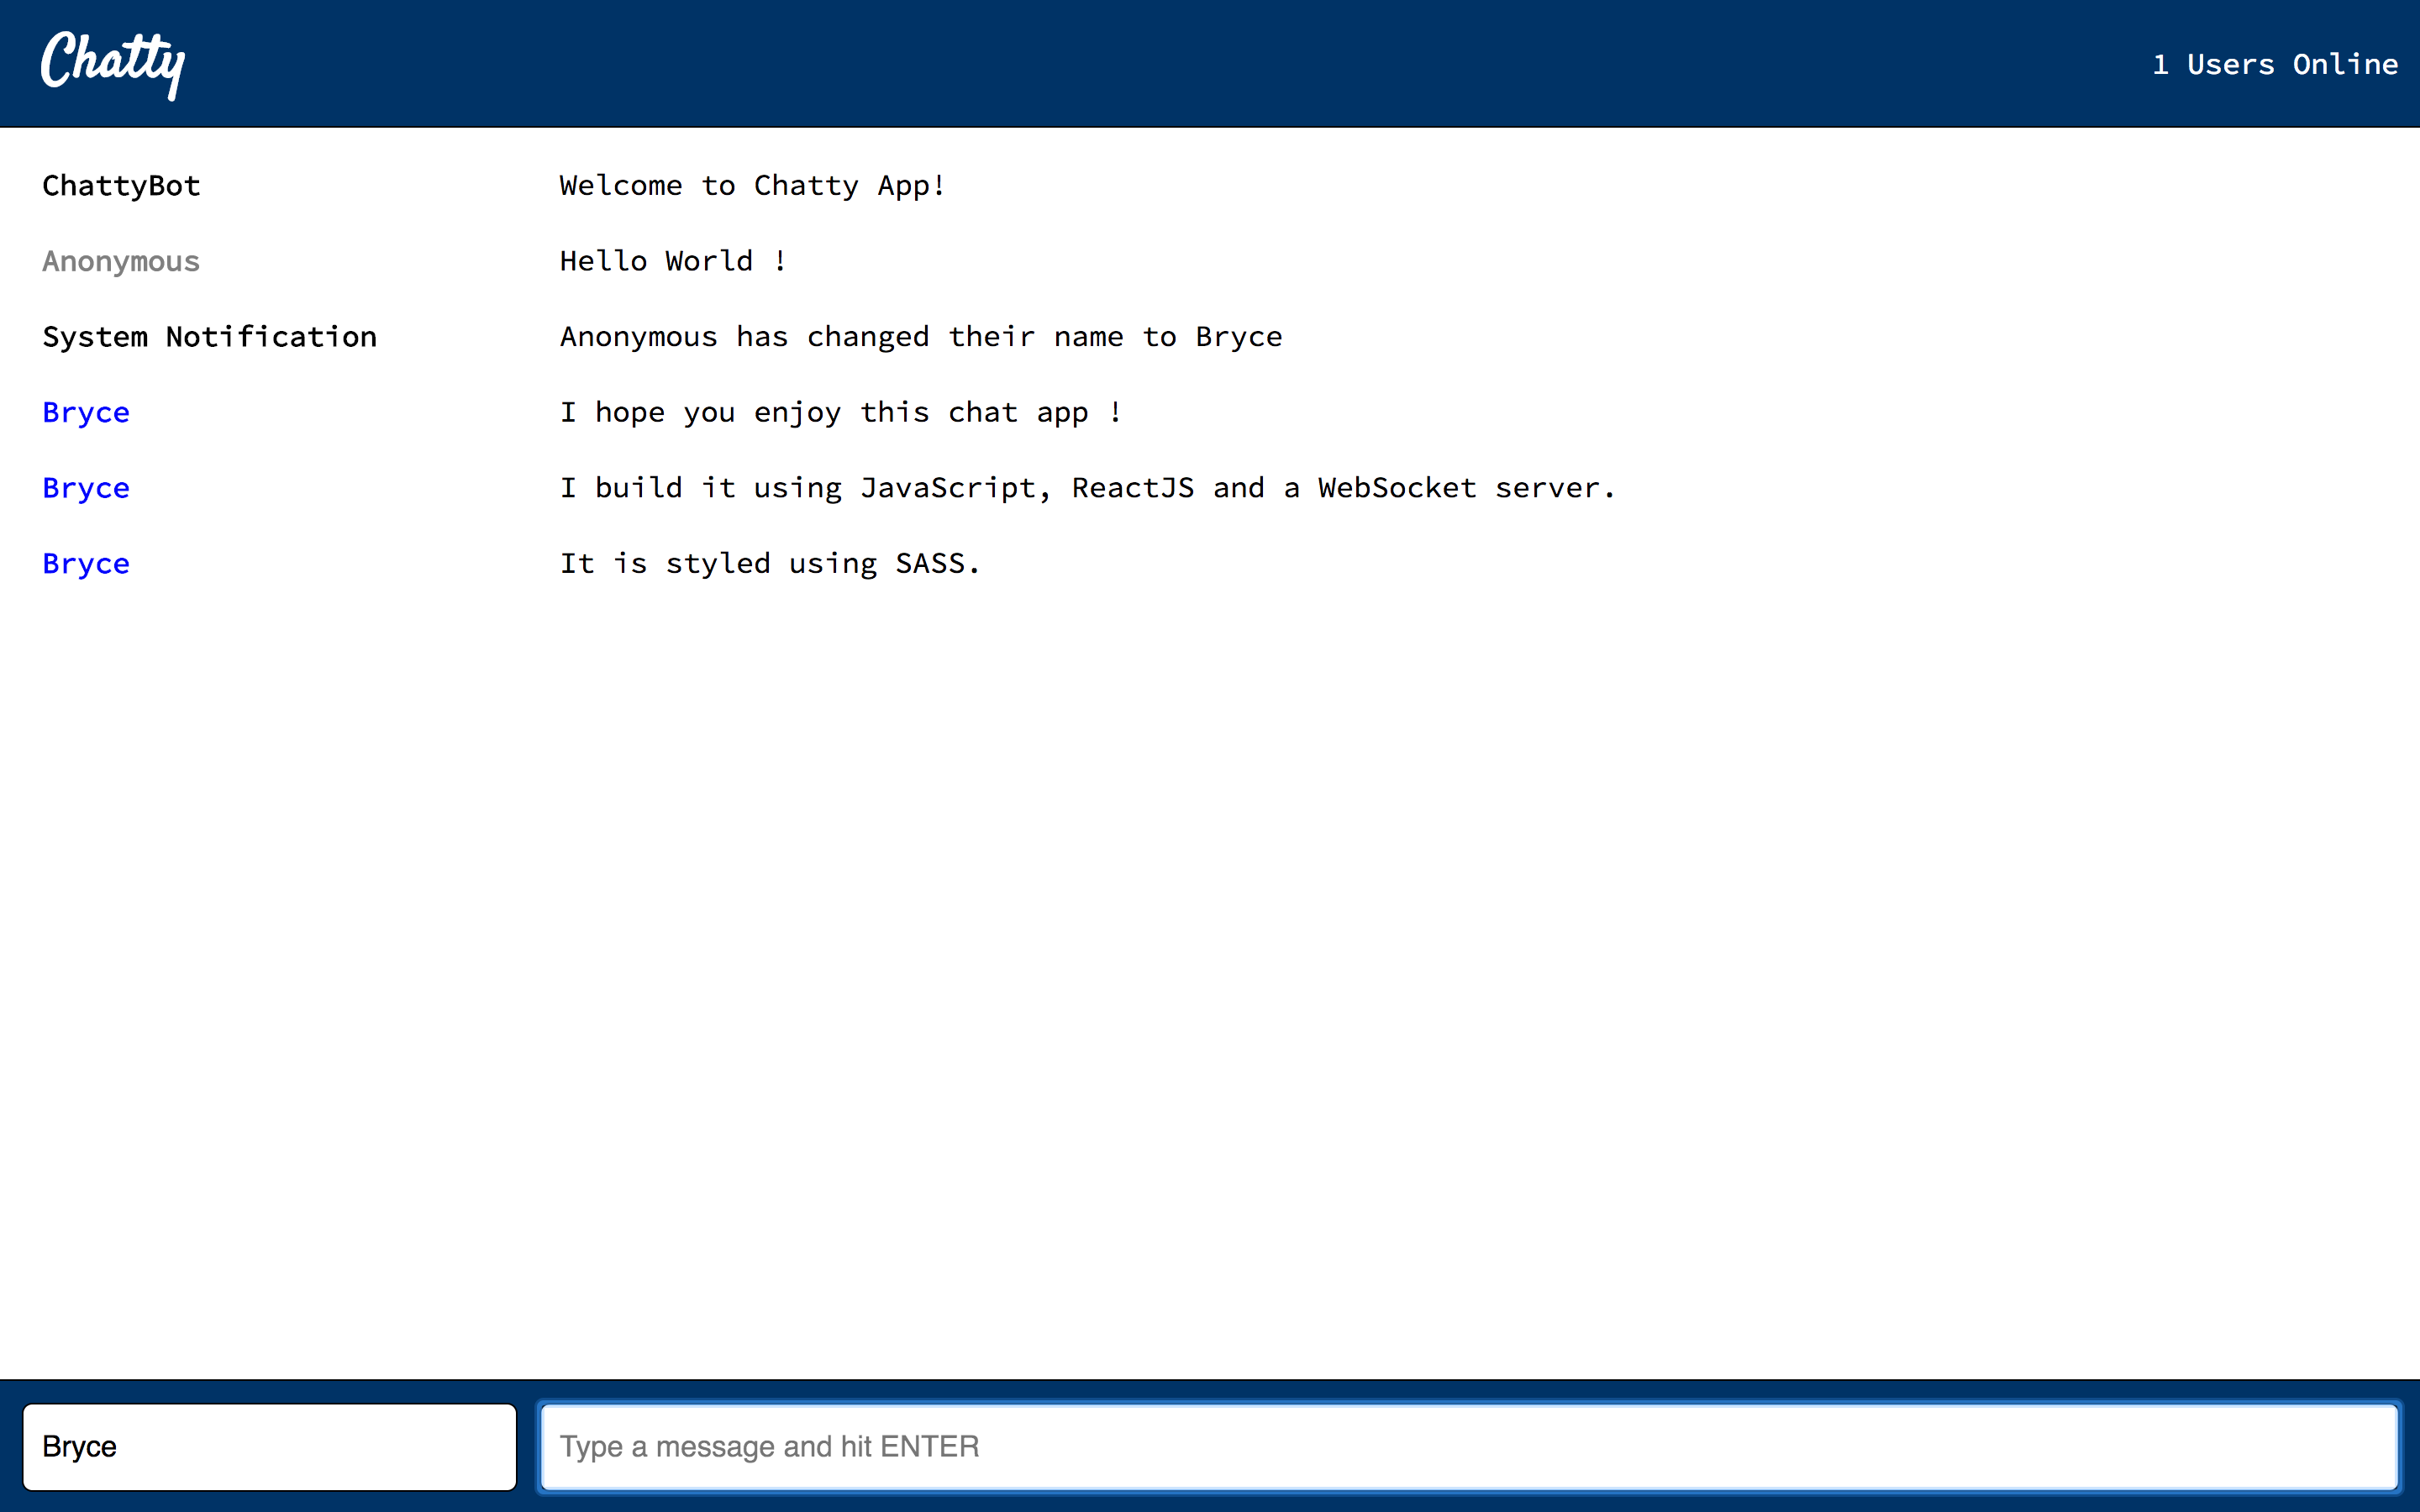 Chatty
1 Users Online
ChattyBot Welcome to Chatty App!
Anonymous Hello World !
System Notification Anonymous has changed their name to Bryce
Bryce I hope you enjoy this chat app !
Bryce I build it using JavaScript, ReactJS and a WebSocket server.
Bryce It is styled using SASS.
Bryce Type a message and hit ENTER